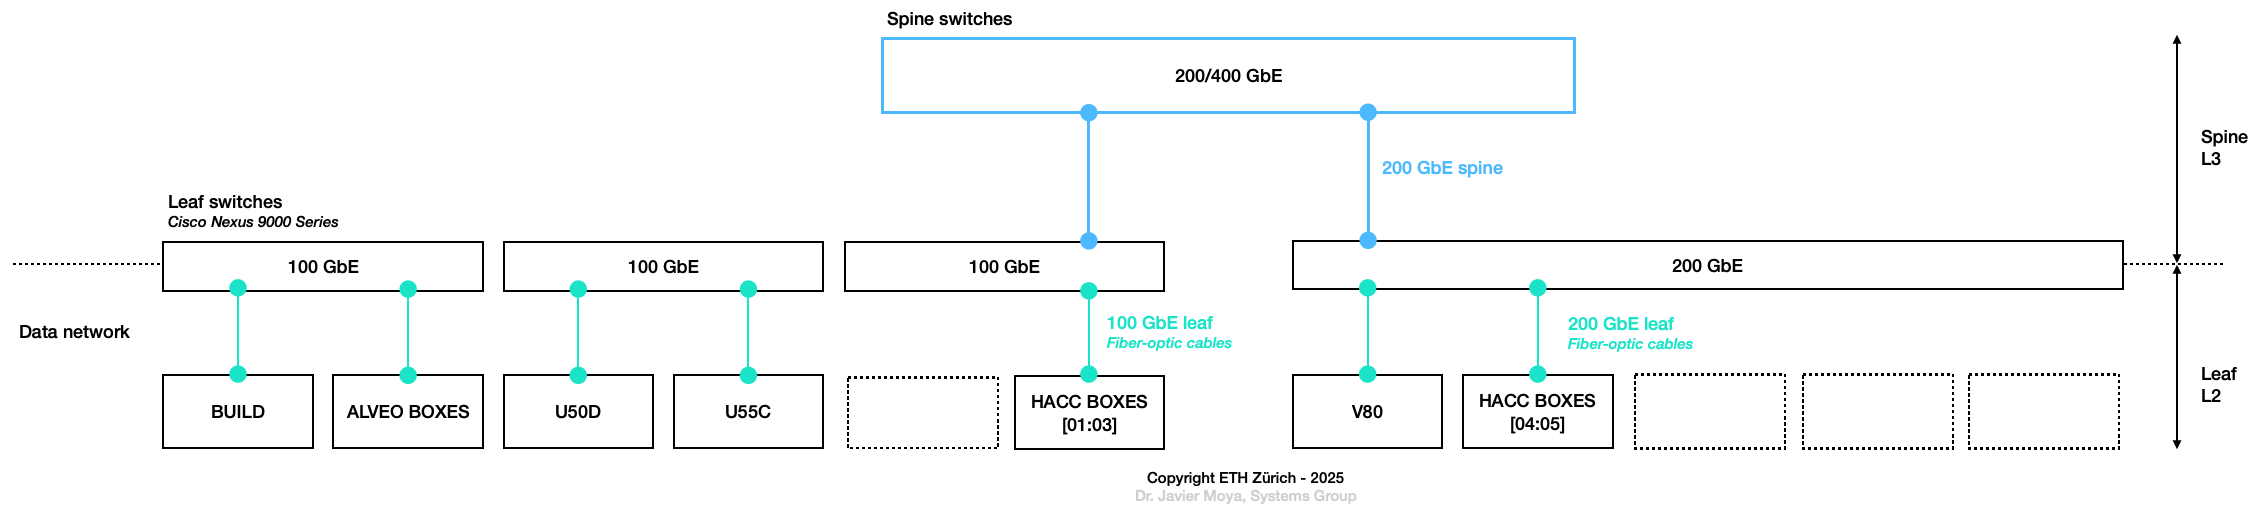 Spine switches
200/400 GbE
200 GbE spine
Spine
L3
Leaf switches
Cisco Nexus 9000 Series
100 GbE
100 GbE
100 GbE
200 GbE
Data network
100 GbE leaf
Fiber-optic cables
200 GbE leaf
Fiber-optic cables
BUILD
ALVEO BOXES
U50D
U55C
HACC BOXES
[01:03]
V80
HACC BOXES
[04:05]
Leaf
L2
Copyright ETH Zürich - 2025
Dr. Javier Moya, Systems Group